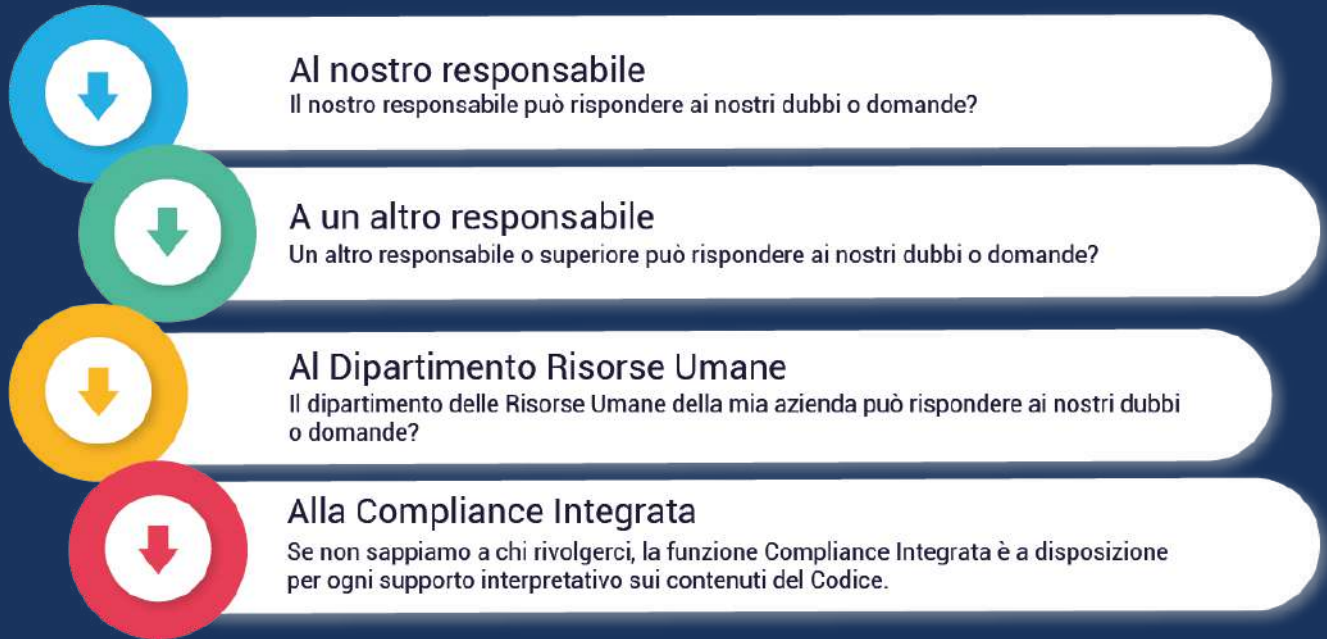 Al nostro responsabile
Il nostro responsabile può rispondere ai nostri dubbi o domande?
A un altro responsabile
Un altro responsabile o superiore può rispondere ai nostri dubbi o domande?
Al Dipartimento Risorse Umane
Il dipartimento delle Risorse Umane della mia azienda può rispondere ai nostri dubbi
o domande?
Alla Compliance Integrata
Se non sappiamo a chi rivolgerci, la funzione Compliance Integrata è a disposizione
per ogni supporto interpretativo sui contenuti del Codice.